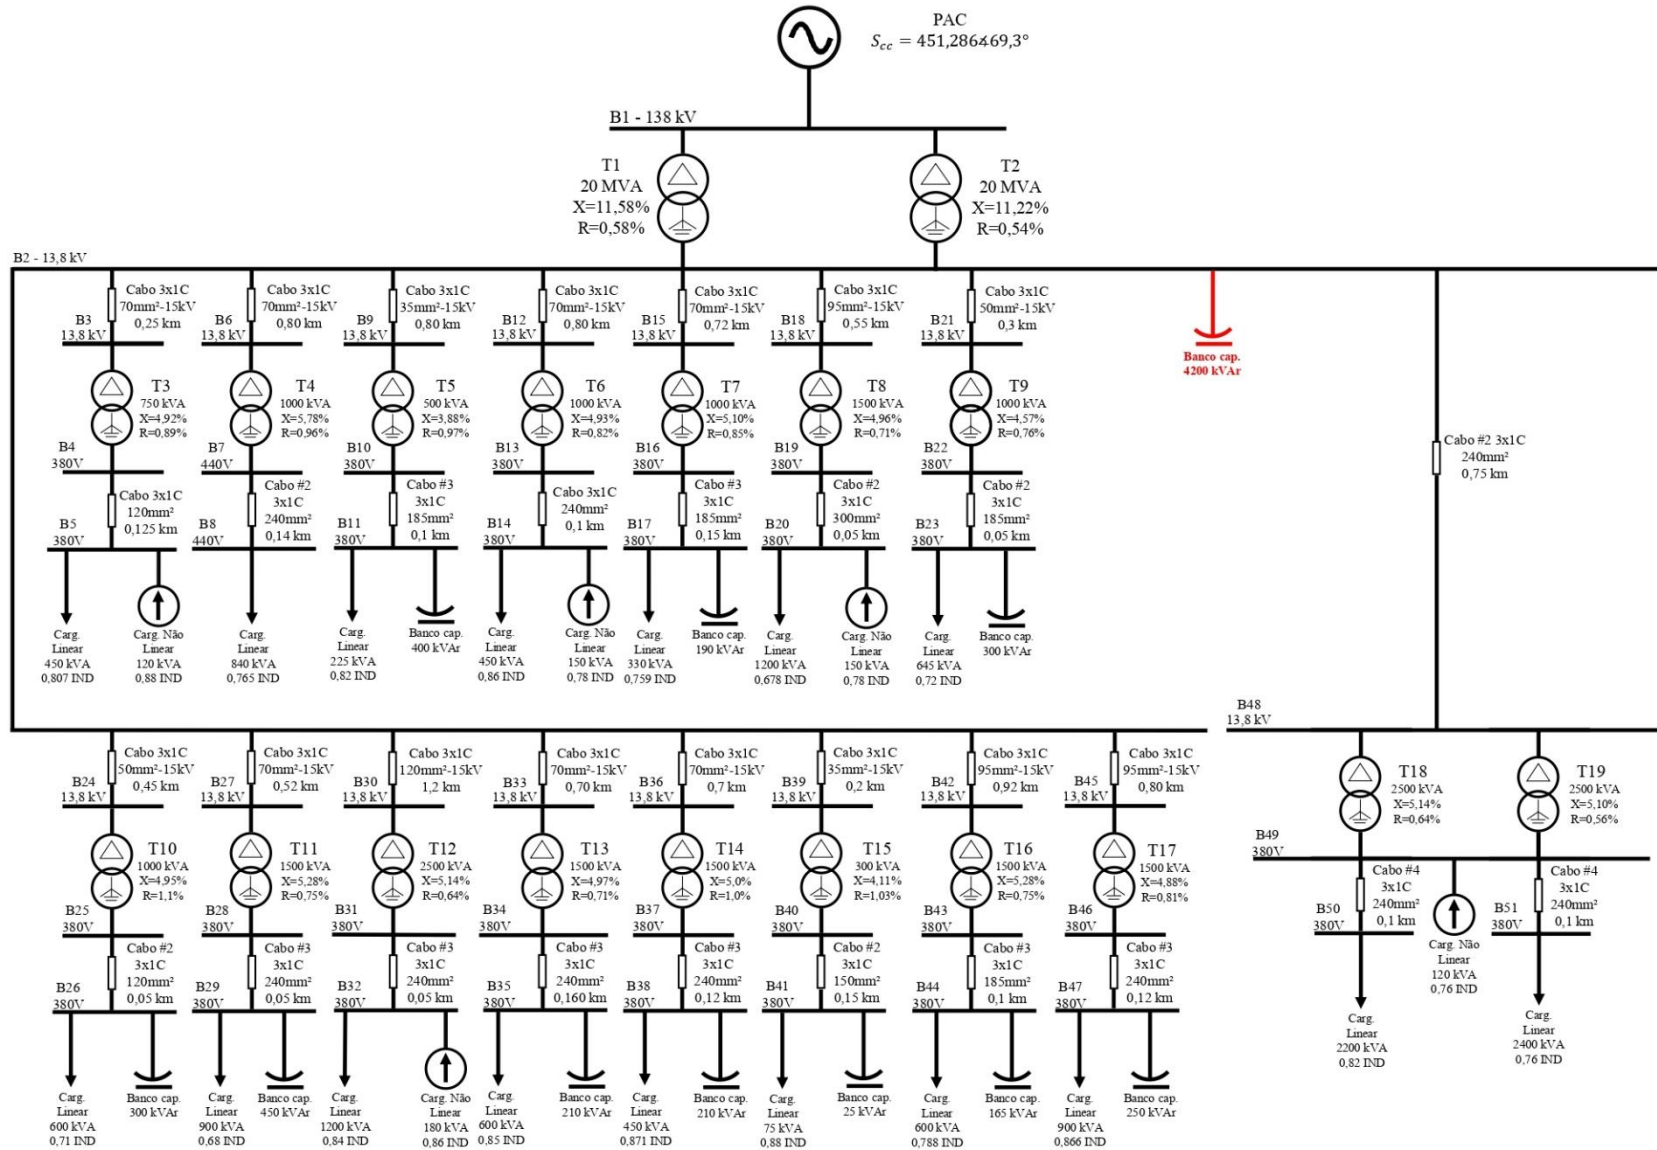 PAC
S_cc = 451,286∡69,3°
B1 - 138 kV
T1
20 MVA
X=11,58%
R=0,58%
T2
20 MVA
X=11,22%
R=0,54%
B2 - 13,8 kV
Cabo 3x1C
70mm²-15kV
0,25 km
B3
13,8 kV
T3
750 kVA
X=4,92%
R=0,89%
B4
380V
Cabo 3x1C
120mm²
0,125 km
B5
380V
Carg.
Linear
450 kVA
0,807 IND
Carg. Não
Linear
120 kVA
0,88 IND
Cabo 3x1C
70mm²-15kV
0,80 km
B6
13,8 kV
T4
1000 kVA
X=5,78%
R=0,96%
B7
440V
Cabo #2
3x1C
240mm²
0,14 km
B8
440V
Carg.
Linear
840 kVA
0,765 IND
Cabo 3x1C
35mm²-15kV
0,80 km
B9
13,8 kV
T5
500 kVA
X=3,88%
R=0,97%
B10
380V
Cabo #3
3x1C
185mm²
0,1 km
B11
380V
Carg.
Linear
225 kVA
0,82 IND
Banco cap.
400 kVAr
Cabo 3x1C
70mm²-15kV
0,80 km
B12
13,8 kV
T6
1000 kVA
X=4,93%
R=0,82%
B13
380V
Cabo 3x1C
240mm²
0,1 km
B14
380V
Carg.
Linear
450 kVA
0,86 IND
Carg. Não
Linear
150 kVA
0,78 IND
Cabo 3x1C
70mm²-15kV
0,72 km
B15
13,8 kV
T7
1000 kVA
X=5,10%
R=0,85%
B16
380V
Cabo #3
3x1C
185mm²
0,15 km
B17
380V
Carg.
Linear
330 kVA
0,759 IND
Banco cap.
190 kVAr
Cabo 3x1C
95mm²-15kV
0,55 km
B18
13,8 kV
T8
1500 kVA
X=4,96%
R=0,71%
B19
380V
Cabo #2
3x1C
300mm²
0,05 km
B20
380V
Carg.
Linear
1200 kVA
0,678 IND
Carg. Não
Linear
150 kVA
0,78 IND
Cabo 3x1C
50mm²-15kV
0,3 km
B21
13,8 kV
T9
1000 kVA
X=4,57%
R=0,76%
B22
380V
Cabo #2
3x1C
185mm²
0,05 km
B23
380V
Carg.
Linear
645 kVA
0,72 IND
Banco cap.
300 kVAr
Banco cap.
4200 kVAr
Cabo #2 3x1C
240mm²
0,75 km
Cabo 3x1C
50mm²-15kV
0,45 km
B24
13,8 kV
T10
1000 kVA
X=4,95%
R=1,1%
B25
380V
Cabo #2
3x1C
120mm²
0,05 km
B26
380V
Carg.
Linear
600 kVA
0,71 IND
Banco cap.
300 kVAr
Cabo 3x1C
70mm²-15kV
0,52 km
B27
13,8 kV
T11
1500 kVA
X=5,28%
R=0,75%
B28
380V
Cabo #3
3x1C
240mm²
0,05 km
B29
380V
Carg.
Linear
900 kVA
0,68 IND
Banco cap.
450 kVAr
Cabo 3x1C
120mm²-15kV
1,2 km
B30
13,8 kV
T12
2500 kVA
X=5,14%
R=0,64%
B31
380V
Cabo #3
3x1C
240mm²
0,05 km
B32
380V
Carg.
Linear
1200 kVA
0,84 IND
Carg. Não
Linear
180 kVA
0,86 IND
Cabo 3x1C
70mm²-15kV
0,70 km
B33
13,8 kV
T13
1500 kVA
X=4,97%
R=0,71%
B34
380V
Cabo #3
3x1C
240mm²
0,160 km
B35
380V
Carg.
Linear
600 kVA
0,85 IND
Banco cap.
210 kVAr
Cabo 3x1C
70mm²-15kV
0,7 km
B36
13,8 kV
T14
1500 kVA
X=5,0%
R=1,0%
B37
380V
Cabo #3
3x1C
240mm²
0,12 km
B38
380V
Carg.
Linear
450 kVA
0,871 IND
Banco cap.
210 kVAr
Cabo 3x1C
35mm²-15kV
0,2 km
B39
13,8 kV
T15
300 kVA
X=4,11%
R=1,03%
B40
380V
Cabo #2
3x1C
150mm²
0,15 km
B41
380V
Carg.
Linear
75 kVA
0,88 IND
Banco cap.
25 kVAr
Cabo 3x1C
95mm²-15kV
0,92 km
B42
13,8 kV
T16
1500 kVA
X=5,28%
R=0,75%
B43
380V
Cabo #3
3x1C
185mm²
0,1 km
B44
380V
Carg.
Linear
600 kVA
0,788 IND
Banco cap.
165 kVAr
Cabo 3x1C
95mm²-15kV
0,80 km
B45
13,8 kV
T17
1500 kVA
X=4,88%
R=0,81%
B46
380V
Cabo #3
3x1C
240mm²
0,12 km
B47
380V
Carg.
Linear
900 kVA
0,866 IND
Banco cap.
250 kVAr
B48
13,8 kV
T18
2500 kVA
X=5,14%
R=0,64%
T19
2500 kVA
X=5,10%
R=0,56%
B49
380V
Cabo #4
3x1C
240mm²
0,1 km
B50
380V
Carg.
Linear
2200 kVA
0,82 IND
Carg. Não
Linear
120 kVA
0,76 IND
Cabo #4
3x1C
240mm²
0,1 km
B51
380V
Carg.
Linear
2400 kVA
0,76 IND